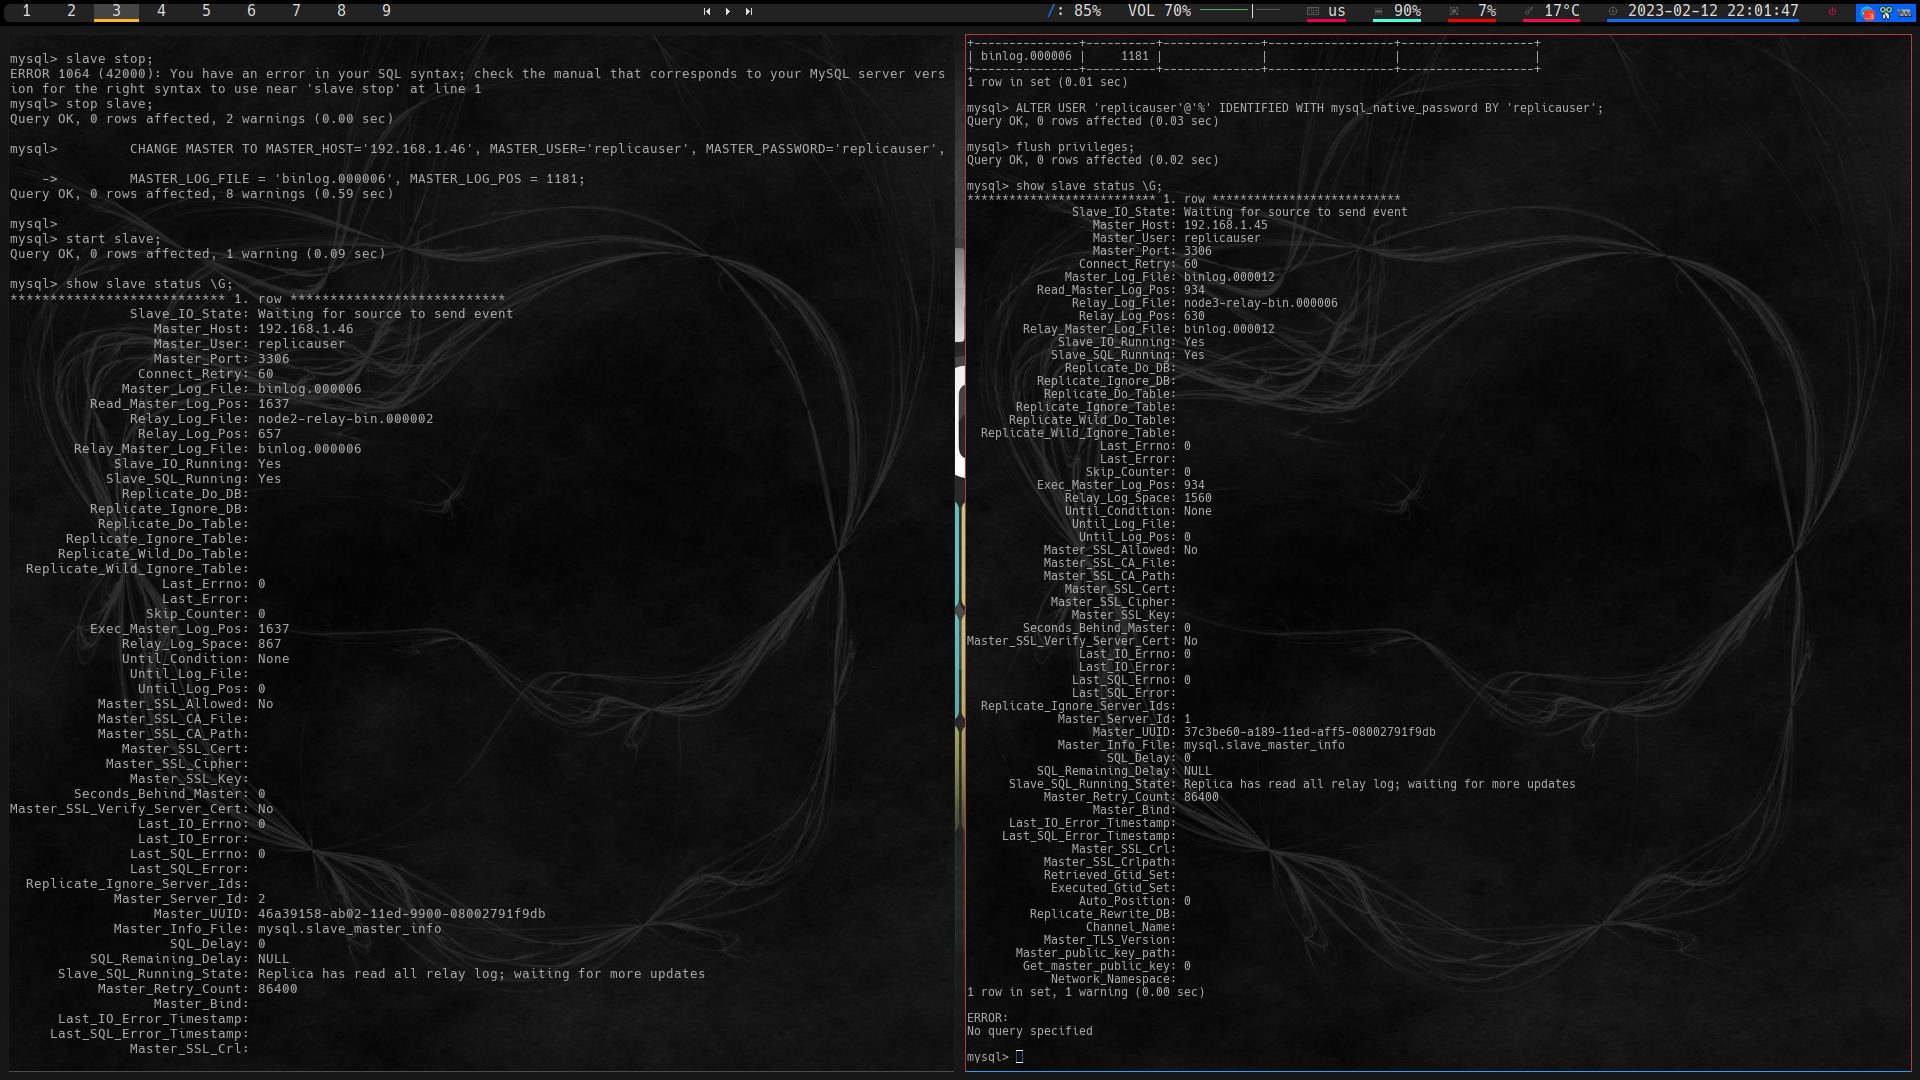 1 2 3 4 5 6 7 8 9 /: 85% VOL 70% us 90% 7% 17°C 2023-02-12 22:01:47
mysql> slave stop;
ERROR 1064 (42000): You have an error in your SQL syntax; check the manual that corresponds to your MySQL server vers
ion for the right syntax to use near 'slave stop' at line 1
mysql> stop slave;
Query OK, 0 rows affected, 2 warnings (0.00 sec)
mysql>         CHANGE MASTER TO MASTER_HOST='192.168.1.46', MASTER_USER='replicauser', MASTER_PASSWORD='replicauser',
    ->         MASTER_LOG_FILE = 'binlog.000006', MASTER_LOG_POS = 1181;
Query OK, 0 rows affected, 8 warnings (0.59 sec)
mysql>
mysql> start slave;
Query OK, 0 rows affected, 1 warning (0.09 sec)
mysql> show slave status \G;
*************************** 1. row ***************************
Slave_IO_State: Waiting for source to send event
Master_Host: 192.168.1.46
Master_User: replicauser
Master_Port: 3306
Connect_Retry: 60
Master_Log_File: binlog.000006
Read_Master_Log_Pos: 1637
Relay_Log_File: node2-relay-bin.000002
Relay_Log_Pos: 657
Relay_Master_Log_File: binlog.000006
Slave_IO_Running: Yes
Slave_SQL_Running: Yes
Replicate_Do_DB:
Replicate_Ignore_DB:
Replicate_Do_Table:
Replicate_Ignore_Table:
Replicate_Wild_Do_Table:
Replicate_Wild_Ignore_Table:
Last_Errno: 0
Last_Error:
Skip_Counter: 0
Exec_Master_Log_Pos: 1637
Relay_Log_Space: 867
Until_Condition: None
Until_Log_File:
Until_Log_Pos: 0
Master_SSL_Allowed: No
Master_SSL_CA_File:
Master_SSL_CA_Path:
Master_SSL_Cert:
Master_SSL_Cipher:
Master_SSL_Key:
Seconds_Behind_Master: 0
Master_SSL_Verify_Server_Cert: No
Last_IO_Errno: 0
Last_IO_Error:
Last_SQL_Errno: 0
Last_SQL_Error:
Replicate_Ignore_Server_Ids:
Master_Server_Id: 2
Master_UUID: 46a39158-ab02-11ed-9900-08002791f9db
Master_Info_File: mysql.slave_master_info
SQL_Delay: 0
SQL_Remaining_Delay: NULL
Slave_SQL_Running_State: Replica has read all relay log; waiting for more updates
Master_Retry_Count: 86400
Master_Bind:
Last_IO_Error_Timestamp:
Last_SQL_Error_Timestamp:
Master_SSL_Crl:
+---------------+----------+--------------+------------------+-------------------+
| binlog.000006 |     1181 |              |                  |                   |
+---------------+----------+--------------+------------------+-------------------+
1 row in set (0.01 sec)
mysql> ALTER USER 'replicauser'@'%' IDENTIFIED WITH mysql_native_password BY 'replicauser';
Query OK, 0 rows affected (0.03 sec)
mysql> flush privileges;
Query OK, 0 rows affected (0.02 sec)
mysql> show slave status \G;
*************************** 1. row ***************************
Slave_IO_State: Waiting for source to send event
Master_Host: 192.168.1.45
Master_User: replicauser
Master_Port: 3306
Connect_Retry: 60
Master_Log_File: binlog.000012
Read_Master_Log_Pos: 934
Relay_Log_File: node3-relay-bin.000006
Relay_Log_Pos: 630
Relay_Master_Log_File: binlog.000012
Slave_IO_Running: Yes
Slave_SQL_Running: Yes
Replicate_Do_DB:
Replicate_Ignore_DB:
Replicate_Do_Table:
Replicate_Ignore_Table:
Replicate_Wild_Do_Table:
Replicate_Wild_Ignore_Table:
Last_Errno: 0
Last_Error:
Skip_Counter: 0
Exec_Master_Log_Pos: 934
Relay_Log_Space: 1560
Until_Condition: None
Until_Log_File:
Until_Log_Pos: 0
Master_SSL_Allowed: No
Master_SSL_CA_File:
Master_SSL_CA_Path:
Master_SSL_Cert:
Master_SSL_Cipher:
Master_SSL_Key:
Seconds_Behind_Master: 0
Master_SSL_Verify_Server_Cert: No
Last_IO_Errno: 0
Last_IO_Error:
Last_SQL_Errno: 0
Last_SQL_Error:
Replicate_Ignore_Server_Ids:
Master_Server_Id: 1
Master_UUID: 37c3be60-a189-11ed-aff5-08002791f9db
Master_Info_File: mysql.slave_master_info
SQL_Delay: 0
SQL_Remaining_Delay: NULL
Slave_SQL_Running_State: Replica has read all relay log; waiting for more updates
Master_Retry_Count: 86400
Master_Bind:
Last_IO_Error_Timestamp:
Last_SQL_Error_Timestamp:
Master_SSL_Crl:
Master_SSL_Crlpath:
Retrieved_Gtid_Set:
Executed_Gtid_Set:
Auto_Position: 0
Replicate_Rewrite_DB:
Channel_Name:
Master_TLS_Version:
Master_public_key_path:
Get_master_public_key: 0
Network_Namespace:
1 row in set, 1 warning (0.00 sec)
ERROR:
No query specified
mysql>